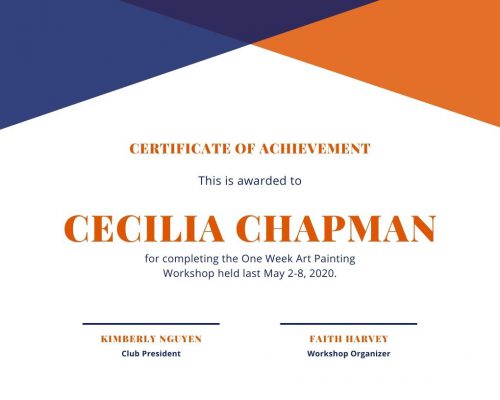 CERTIFICATE OF ACHIEVEMENT
This is awarded to
CECILIA CHAPMAN
for completing the One Week Art Painting
Workshop held last May 2-8, 2020.
KIMBERLY NGUYEN
Club President
FAITH HARVEY
Workshop Organizer